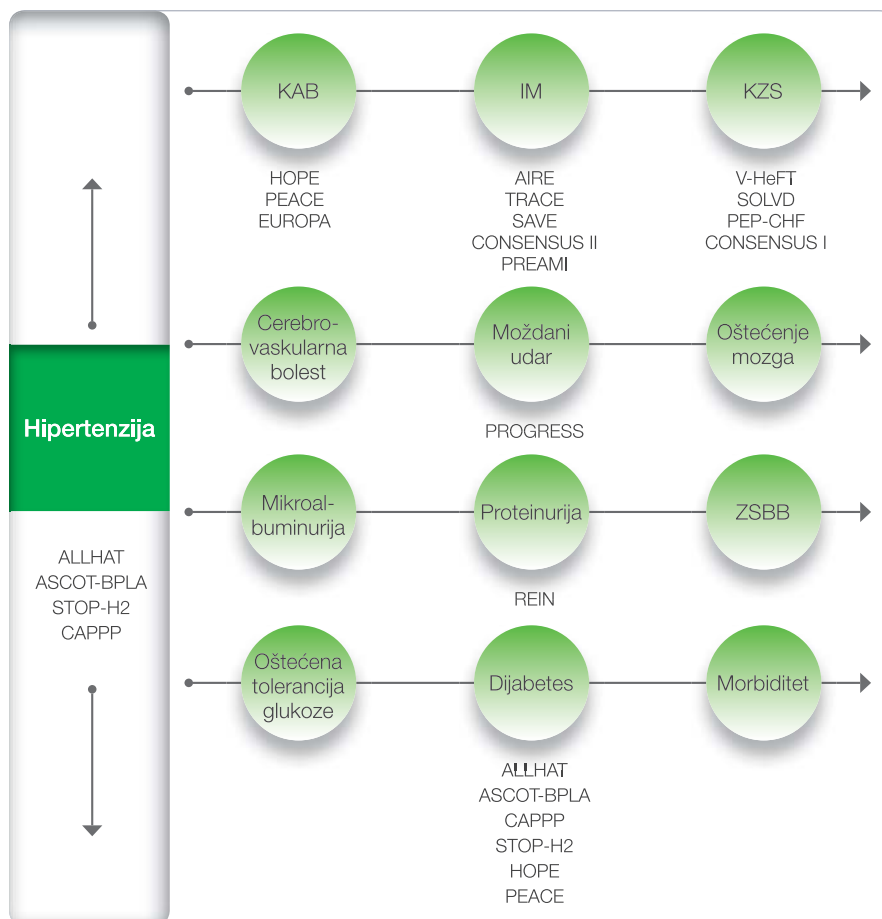 KAB
IM
KZS
HOPE
PEACE
EUROPA
AIRE
TRACE
SAVE
CONSENSUS II
PREAMI
V-HeFT
SOLVD
PEP-CHF
CONSENSUS I
Cerebro-
vaskularna
bolest
Moždani
udar
Oštećenje
mozga
PROGRESS
Hipertenzija
Mikroal-
buminurija
Proteinurija
ZSBB
REIN
ALLHAT
ASCOT-BPLA
STOP-H2
CAPPP
Oštećena
tolerancija
glukoze
Dijabetes
Morbiditet
ALLHAT
ASCOT-BPLA
CAPPP
STOP-H2
HOPE
PEACE